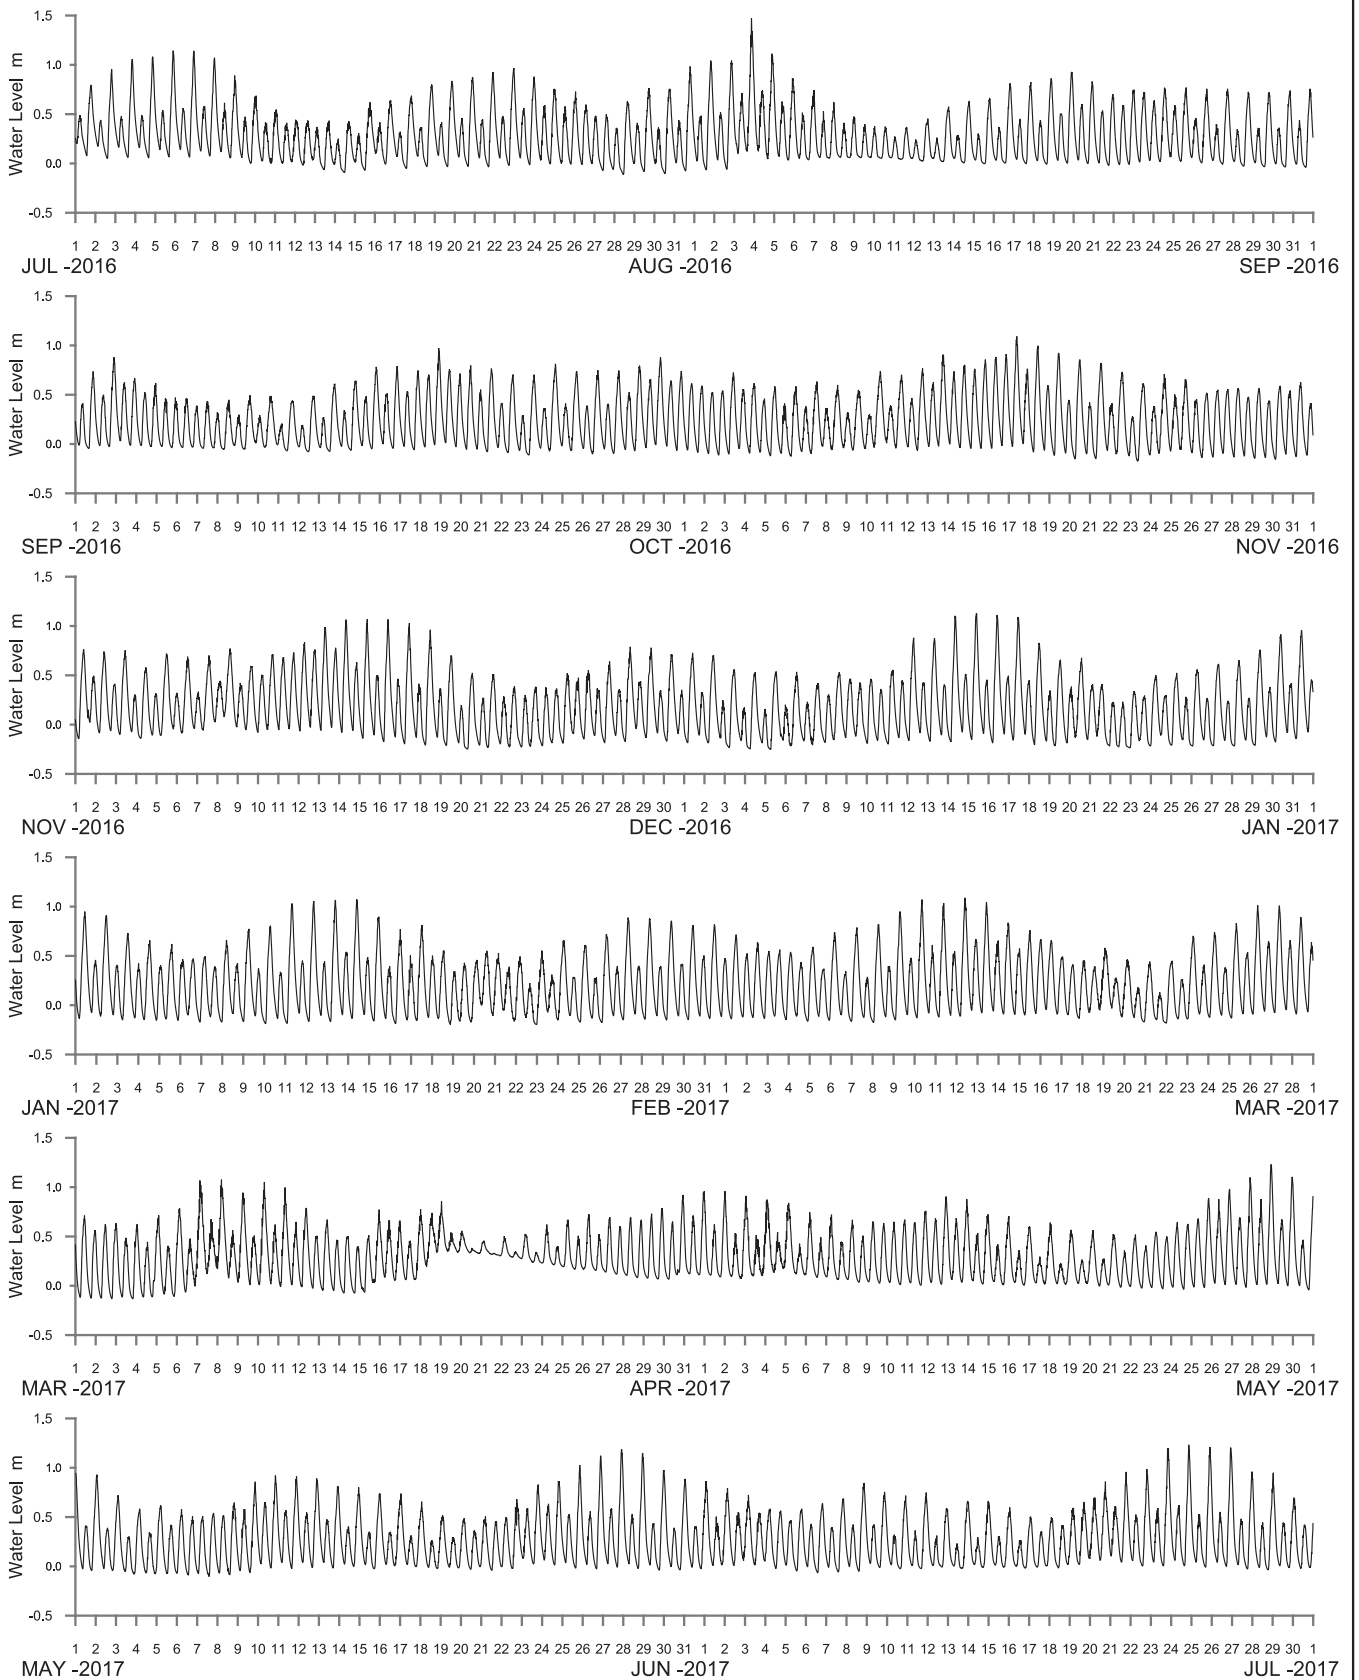 1.5
1.0
0.5
0.0
-0.5
Water Level m
1 2 3 4 5 6 7 8 9 10 11 12 13 14 15 16 17 18 19 20 21 22 23 24 25 26 27 28 29 30 31 1 2 3 4 5 6 7 8 9 10 11 12 13 14 15 16 17 18 19 20 21 22 23 24 25 26 27 28 29 30 31 1
JUL -2016 AUG -2016 SEP -2016
1.5
1.0
0.5
0.0
-0.5
Water Level m
1 2 3 4 5 6 7 8 9 10 11 12 13 14 15 16 17 18 19 20 21 22 23 24 25 26 27 28 29 30 1 2 3 4 5 6 7 8 9 10 11 12 13 14 15 16 17 18 19 20 21 22 23 24 25 26 27 28 29 30 31 1
SEP -2016 OCT -2016 NOV -2016
1.5
1.0
0.5
0.0
-0.5
Water Level m
1 2 3 4 5 6 7 8 9 10 11 12 13 14 15 16 17 18 19 20 21 22 23 24 25 26 27 28 29 30 1 2 3 4 5 6 7 8 9 10 11 12 13 14 15 16 17 18 19 20 21 22 23 24 25 26 27 28 29 30 31 1
NOV -2016 DEC -2016 JAN -2017
1.5
1.0
0.5
0.0
-0.5
Water Level m
1 2 3 4 5 6 7 8 9 10 11 12 13 14 15 16 17 18 19 20 21 22 23 24 25 26 27 28 29 30 31 1 2 3 4 5 6 7 8 9 10 11 12 13 14 15 16 17 18 19 20 21 22 23 24 25 26 27 28 1
JAN -2017 FEB -2017 MAR -2017
1.5
1.0
0.5
0.0
-0.5
Water Level m
1 2 3 4 5 6 7 8 9 10 11 12 13 14 15 16 17 18 19 20 21 22 23 24 25 26 27 28 29 30 31 1 2 3 4 5 6 7 8 9 10 11 12 13 14 15 16 17 18 19 20 21 22 23 24 25 26 27 28 29 30 1
MAR -2017 APR -2017 MAY -2017
1.5
1.0
0.5
0.0
-0.5
Water Level m
1 2 3 4 5 6 7 8 9 10 11 12 13 14 15 16 17 18 19 20 21 22 23 24 25 26 27 28 29 30 31 1 2 3 4 5 6 7 8 9 10 11 12 13 14 15 16 17 18 19 20 21 22 23 24 25 26 27 28 29 30 1
MAY -2017 JUN -2017 JUL -2017